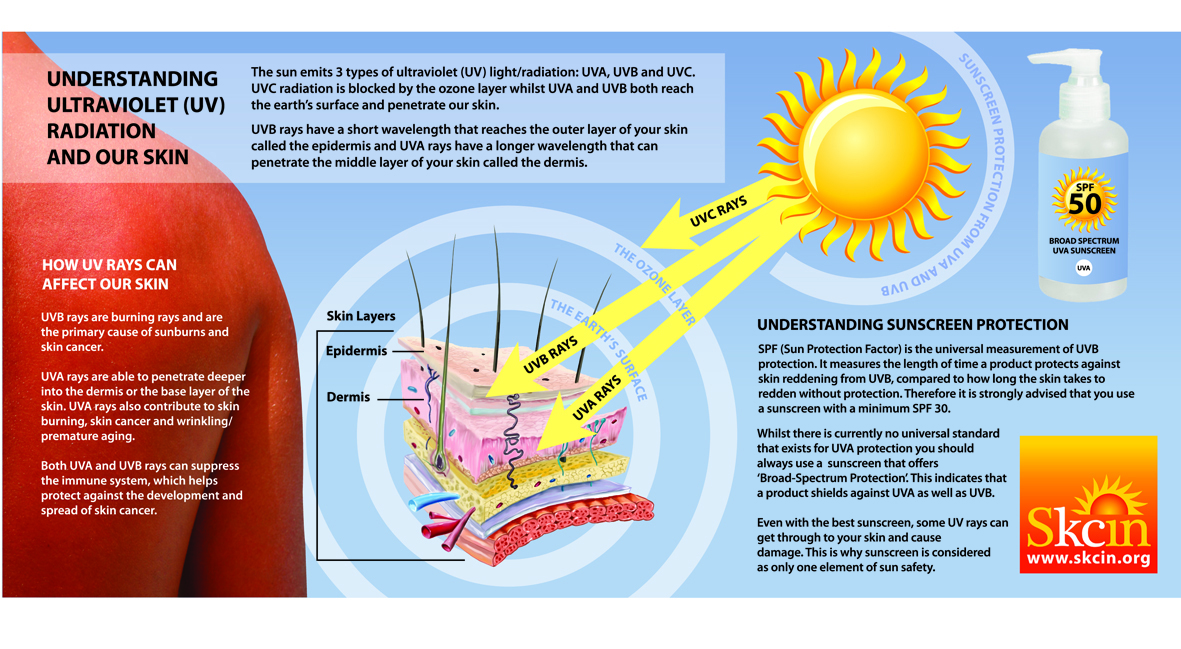 UNDERSTANDING
ULTRAVIOLET (UV)
RADIATION
AND OUR SKIN
The sun emits 3 types of ultraviolet (UV) light/radiation: UVA, UVB and UVC.
UVC radiation is blocked by the ozone layer whilst UVA and UVB both reach
the earth's surface and penetrate our skin.
UVB rays have a short wavelength that reaches the outer layer of your skin
called the epidermis and UVA rays have a longer wavelength that can
penetrate the middle layer of your skin called the dermis.
HOW UV RAYS CAN
AFFECT OUR SKIN
UVB rays are burning rays and are
the primary cause of sunburns and
skin cancer.
UVA rays are able to penetrate deeper
into the dermis or the base layer of the
skin. UVA rays also contribute to skin
burning, skin cancer and wrinkling/
premature aging.
Both UVA and UVB rays can suppress
the immune system, which helps
protect against the development and
spread of skin cancer.
Skin Layers
Epidermis
Dermis
UVC RAYS
UVB RAYS
UVA RAYS
THE OZONE LAYER
THE EARTH'S SURFACE
SUNSCREEN PROTECTION FROM UVA AND UVB
SPF
50
BROAD SPECTRUM
UVA SUNSCREEN
UVA
UNDERSTANDING SUNSCREEN PROTECTION
SPF (Sun Protection Factor) is the universal measurement of UVB
protection. It measures the length of time a product protects against
skin reddening from UVB, compared to how long the skin takes to
redden without protection. Therefore it is strongly advised that you use
a sunscreen with a minimum SPF 30.
Whilst there is currently no universal standard
that exists for UVA protection you should
always use a  sunscreen that offers
'Broad-Spectrum Protection'. This indicates that
a product shields against UVA as well as UVB.
Even with the best sunscreen, some UV rays can
get through to your skin and cause
damage. This is why sunscreen is considered
as only one element of sun safety.
Skcin
www.skcin.org